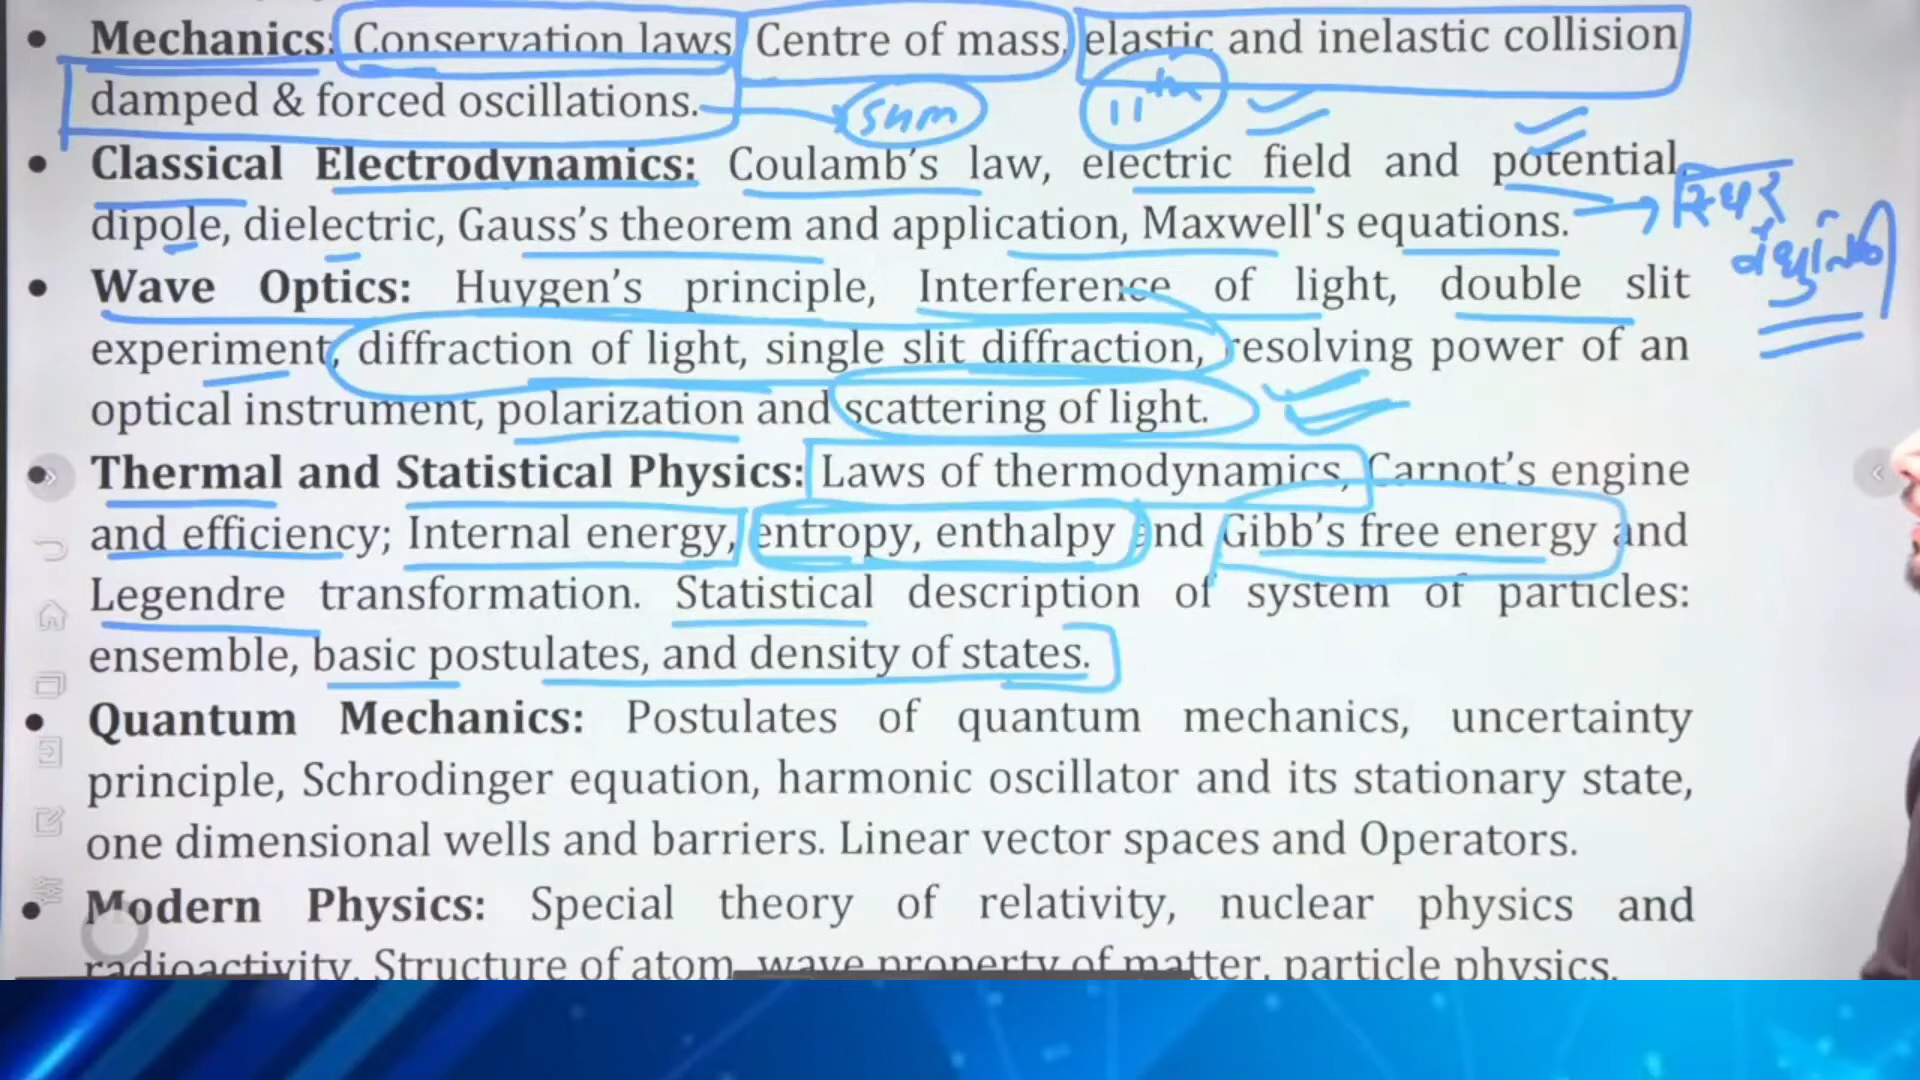 • Mechanics: Conservation laws, Centre of mass, elastic and inelastic collision
damped & forced oscillations.
SHM
11th
• Classical Electrodynamics: Coulamb's law, electric field and potential,
dipole, dielectric, Gauss's theorem and application, Maxwell's equations.
• Wave Optics: Huygen's principle, Interference of light, double slit
experiment, diffraction of light, single slit diffraction, resolving power of an
optical instrument, polarization and scattering of light.
• Thermal and Statistical Physics: Laws of thermodynamics, Carnot's engine
and efficiency; Internal energy, entropy, enthalpy and Gibb's free energy and
Legendre transformation. Statistical description of system of particles:
ensemble, basic postulates, and density of states.
• Quantum Mechanics: Postulates of quantum mechanics, uncertainty
principle, Schrodinger equation, harmonic oscillator and its stationary state,
one dimensional wells and barriers. Linear vector spaces and Operators.
• Modern Physics: Special theory of relativity, nuclear physics and
radioactivity. Structure of atom, wave property of matter, particle physics.